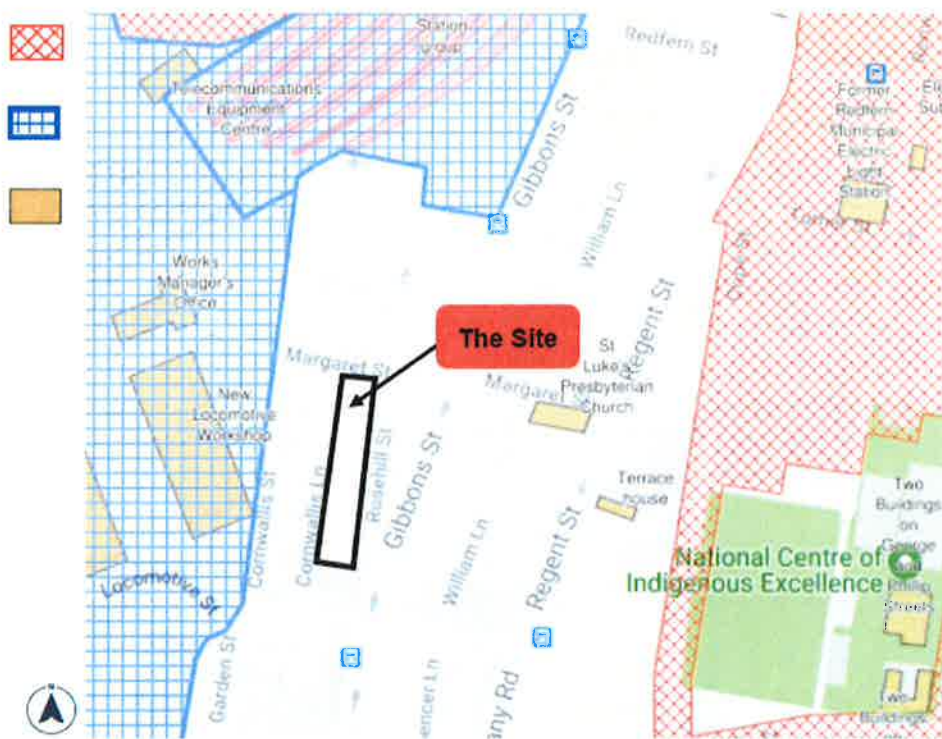 Station
Group
Redfern St
Telecommunications
Equipment
Centre
Gibbons St
Former
Redfern
Municipal
Electric
Light
Station
William Ln
Works
Manager's
Office
Regent St
The Site
Margaret St
St
Luke's
Presbyterian
Church
Margaret
New
Locomotive
Workshop
Rosehill St
Gibbons St
Cornwallis Ln
Cornwallis St
Terrace
house
Two
Buildings
on
George
and
Phillip
Streets
William Ln
Regent St
National Centre of
Indigenous Excellence
Locomotive St
Garden St
Two
Buildings